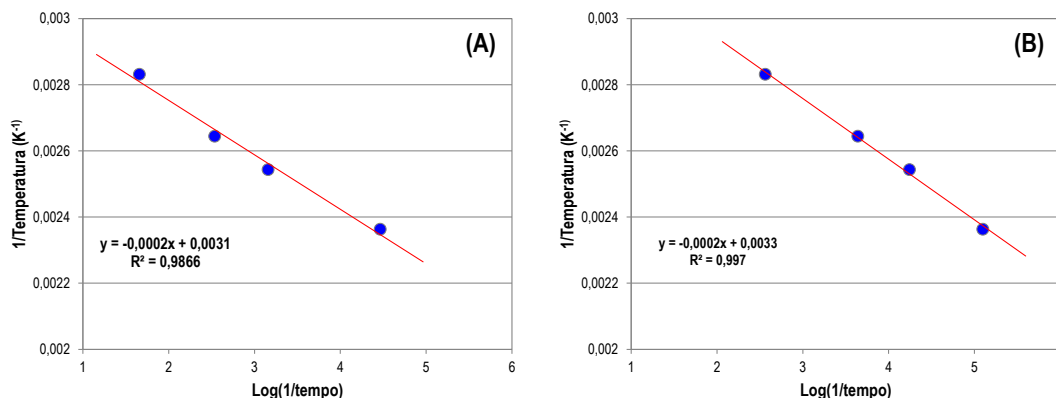 (A)
1/Temperatura (K-1)
0,003
0,0028
0,0026
0,0024
0,0022
0,002
y = -0,0002x + 0,0031
R² = 0,9866
1 2 3 4 5 6
Log(1/tempo)
(B)
1/Temperatura (K-1)
0,003
0,0028
0,0026
0,0024
0,0022
0,002
y = -0,0002x + 0,0033
R² = 0,997
1 2 3 4 5
Log(1/tempo)